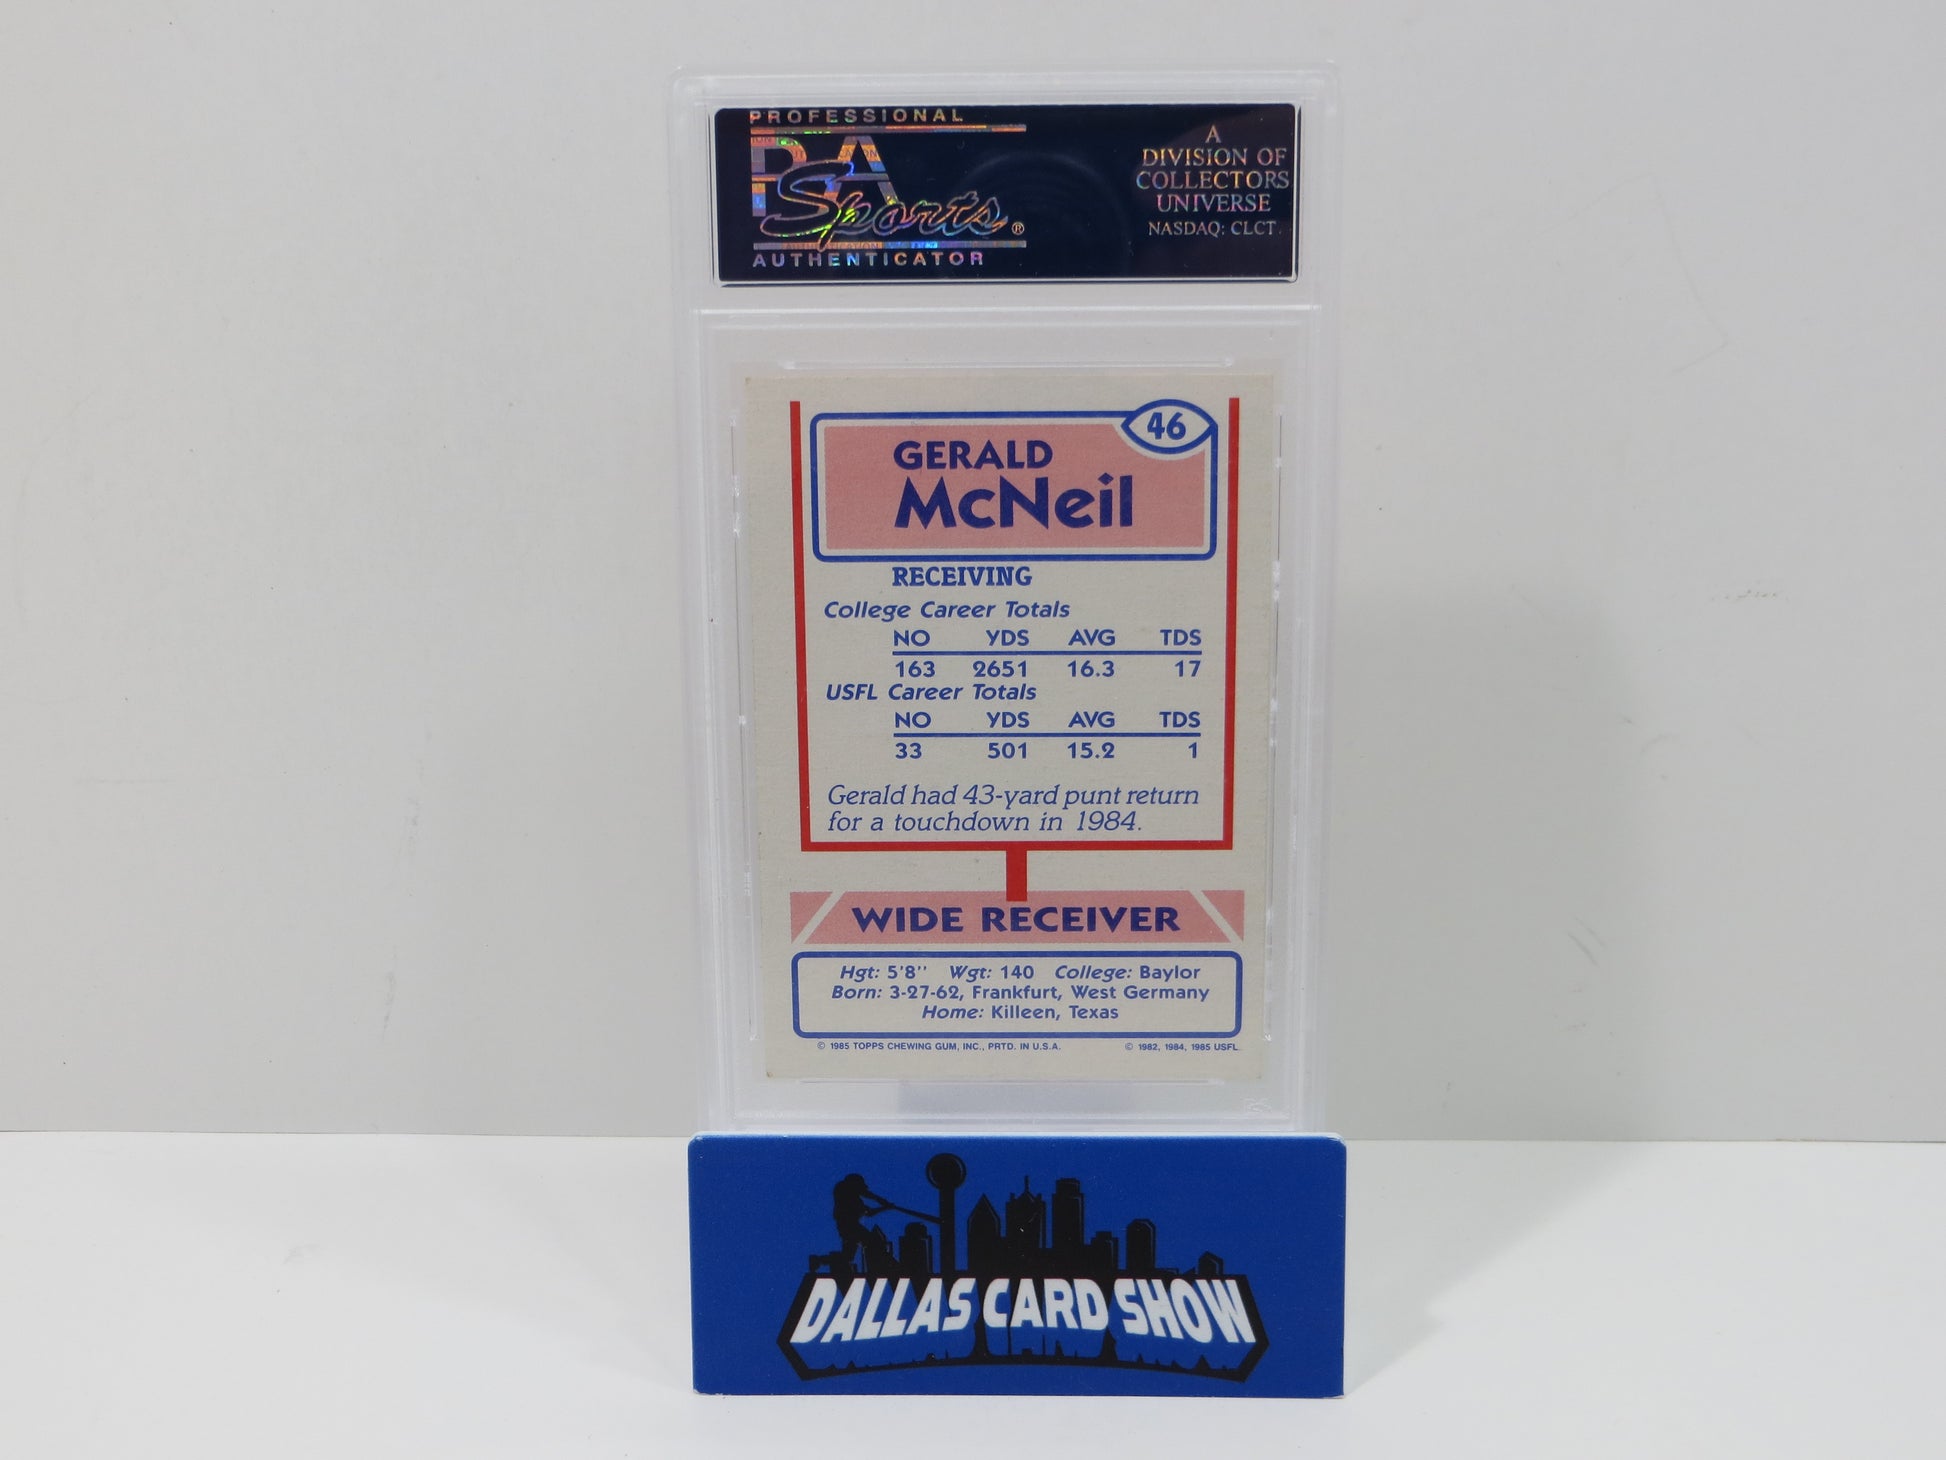 PROFESSIONAL
PSA
Sports®
AUTHENTICATOR
A
DIVISION OF
COLLECTORS
UNIVERSE
NASDAQ: CLCT.
46
GERALD
McNeil
RECEIVING
College Career Totals
NO YDS AVG TDS
163 2651 16.3 17
USFL Career Totals
NO YDS AVG TDS
33 501 15.2 1
Gerald had 43-yard punt return
for a touchdown in 1984.
WIDE RECEIVER
Hgt: 5'8'' Wgt: 140 College: Baylor
Born: 3-27-62, Frankfurt, West Germany
Home: Killeen, Texas
© 1985 TOPPS CHEWING GUM, INC., PRTD. IN U.S.A. © 1982, 1984, 1985 USFL.
DALLAS CARD SHOW